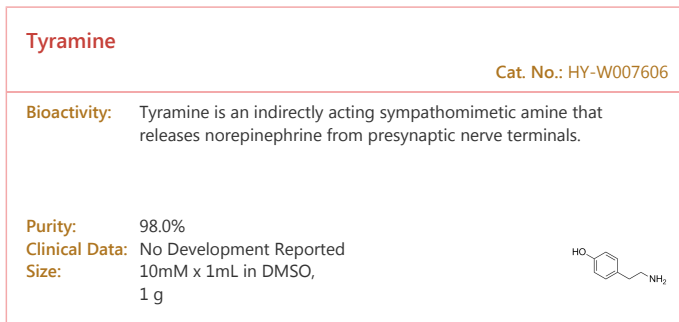 Tyramine
Cat. No.: HY-W007606
Bioactivity: Tyramine is an indirectly acting sympathomimetic amine that
releases norepinephrine from presynaptic nerve terminals.
Purity: 98.0%
Clinical Data: No Development Reported
Size: 10mM x 1mL in DMSO,
1 g
HO
NH₂